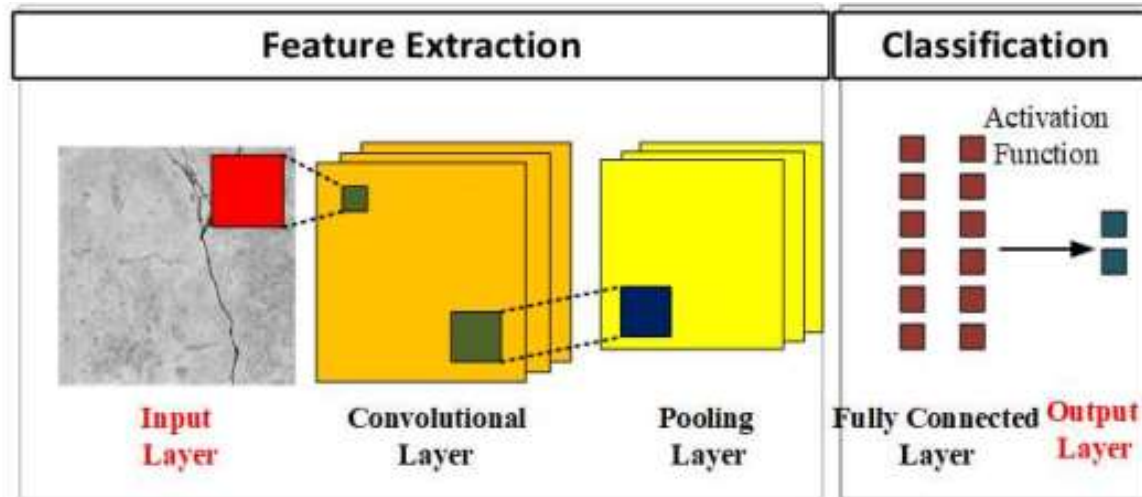 Feature Extraction
Classification
Activation
Function
Input
Layer
Convolutional
Layer
Pooling
Layer
Fully Connected
Layer
Output
Layer